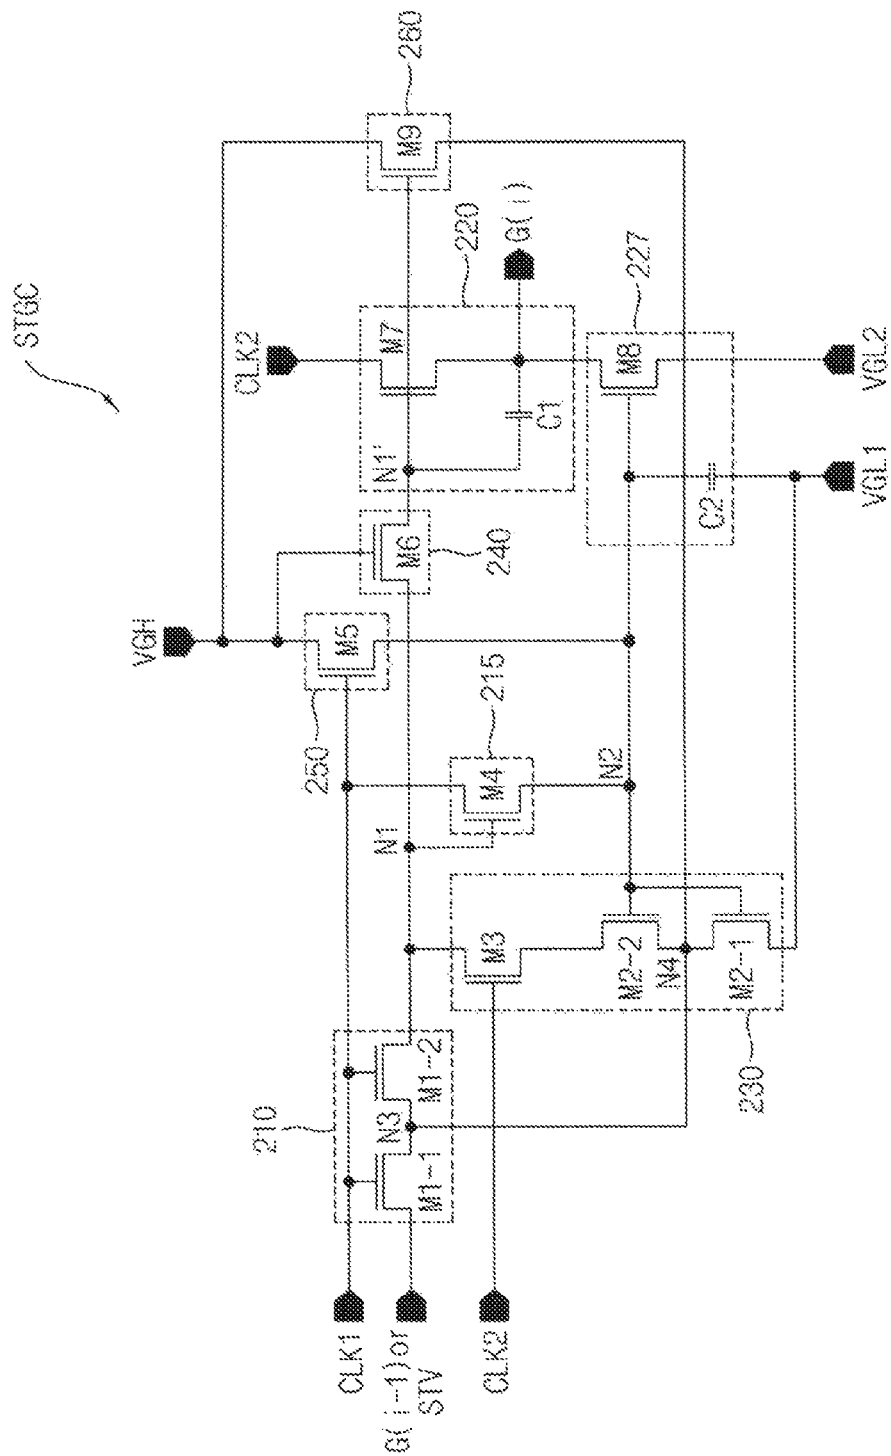 STGC
VGH
CLK2
260
M9
M7
220
G(i)
N1'
C1
M6
240
M5
250
215
M4
N1
N2
M8
227
C2
VGL1
VGL2
210
M1-1
N3
M1-2
M3
M2-2
N4
M2-1
230
CLK1
G(i-1)or
STV
CLK2